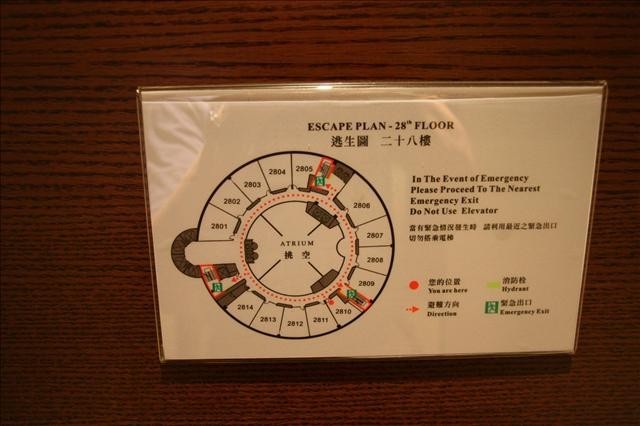 ESCAPE PLAN - 28th FLOOR
逃生圖 二十八樓
In The Event of Emergency
Please Proceed To The Nearest
Emergency Exit
Do Not Use Elevator
當有緊急情況發生時 請利用最近之緊急出口
切勿搭乘電梯
2801
2802
2803
2804
2805
2806
2807
2808
2809
2810
2811
2812
2813
2814
ATRIUM
挑空
您的位置
You are here
消防栓
Hydrant
避難方向
Direction
緊急出口
Emergency Exit